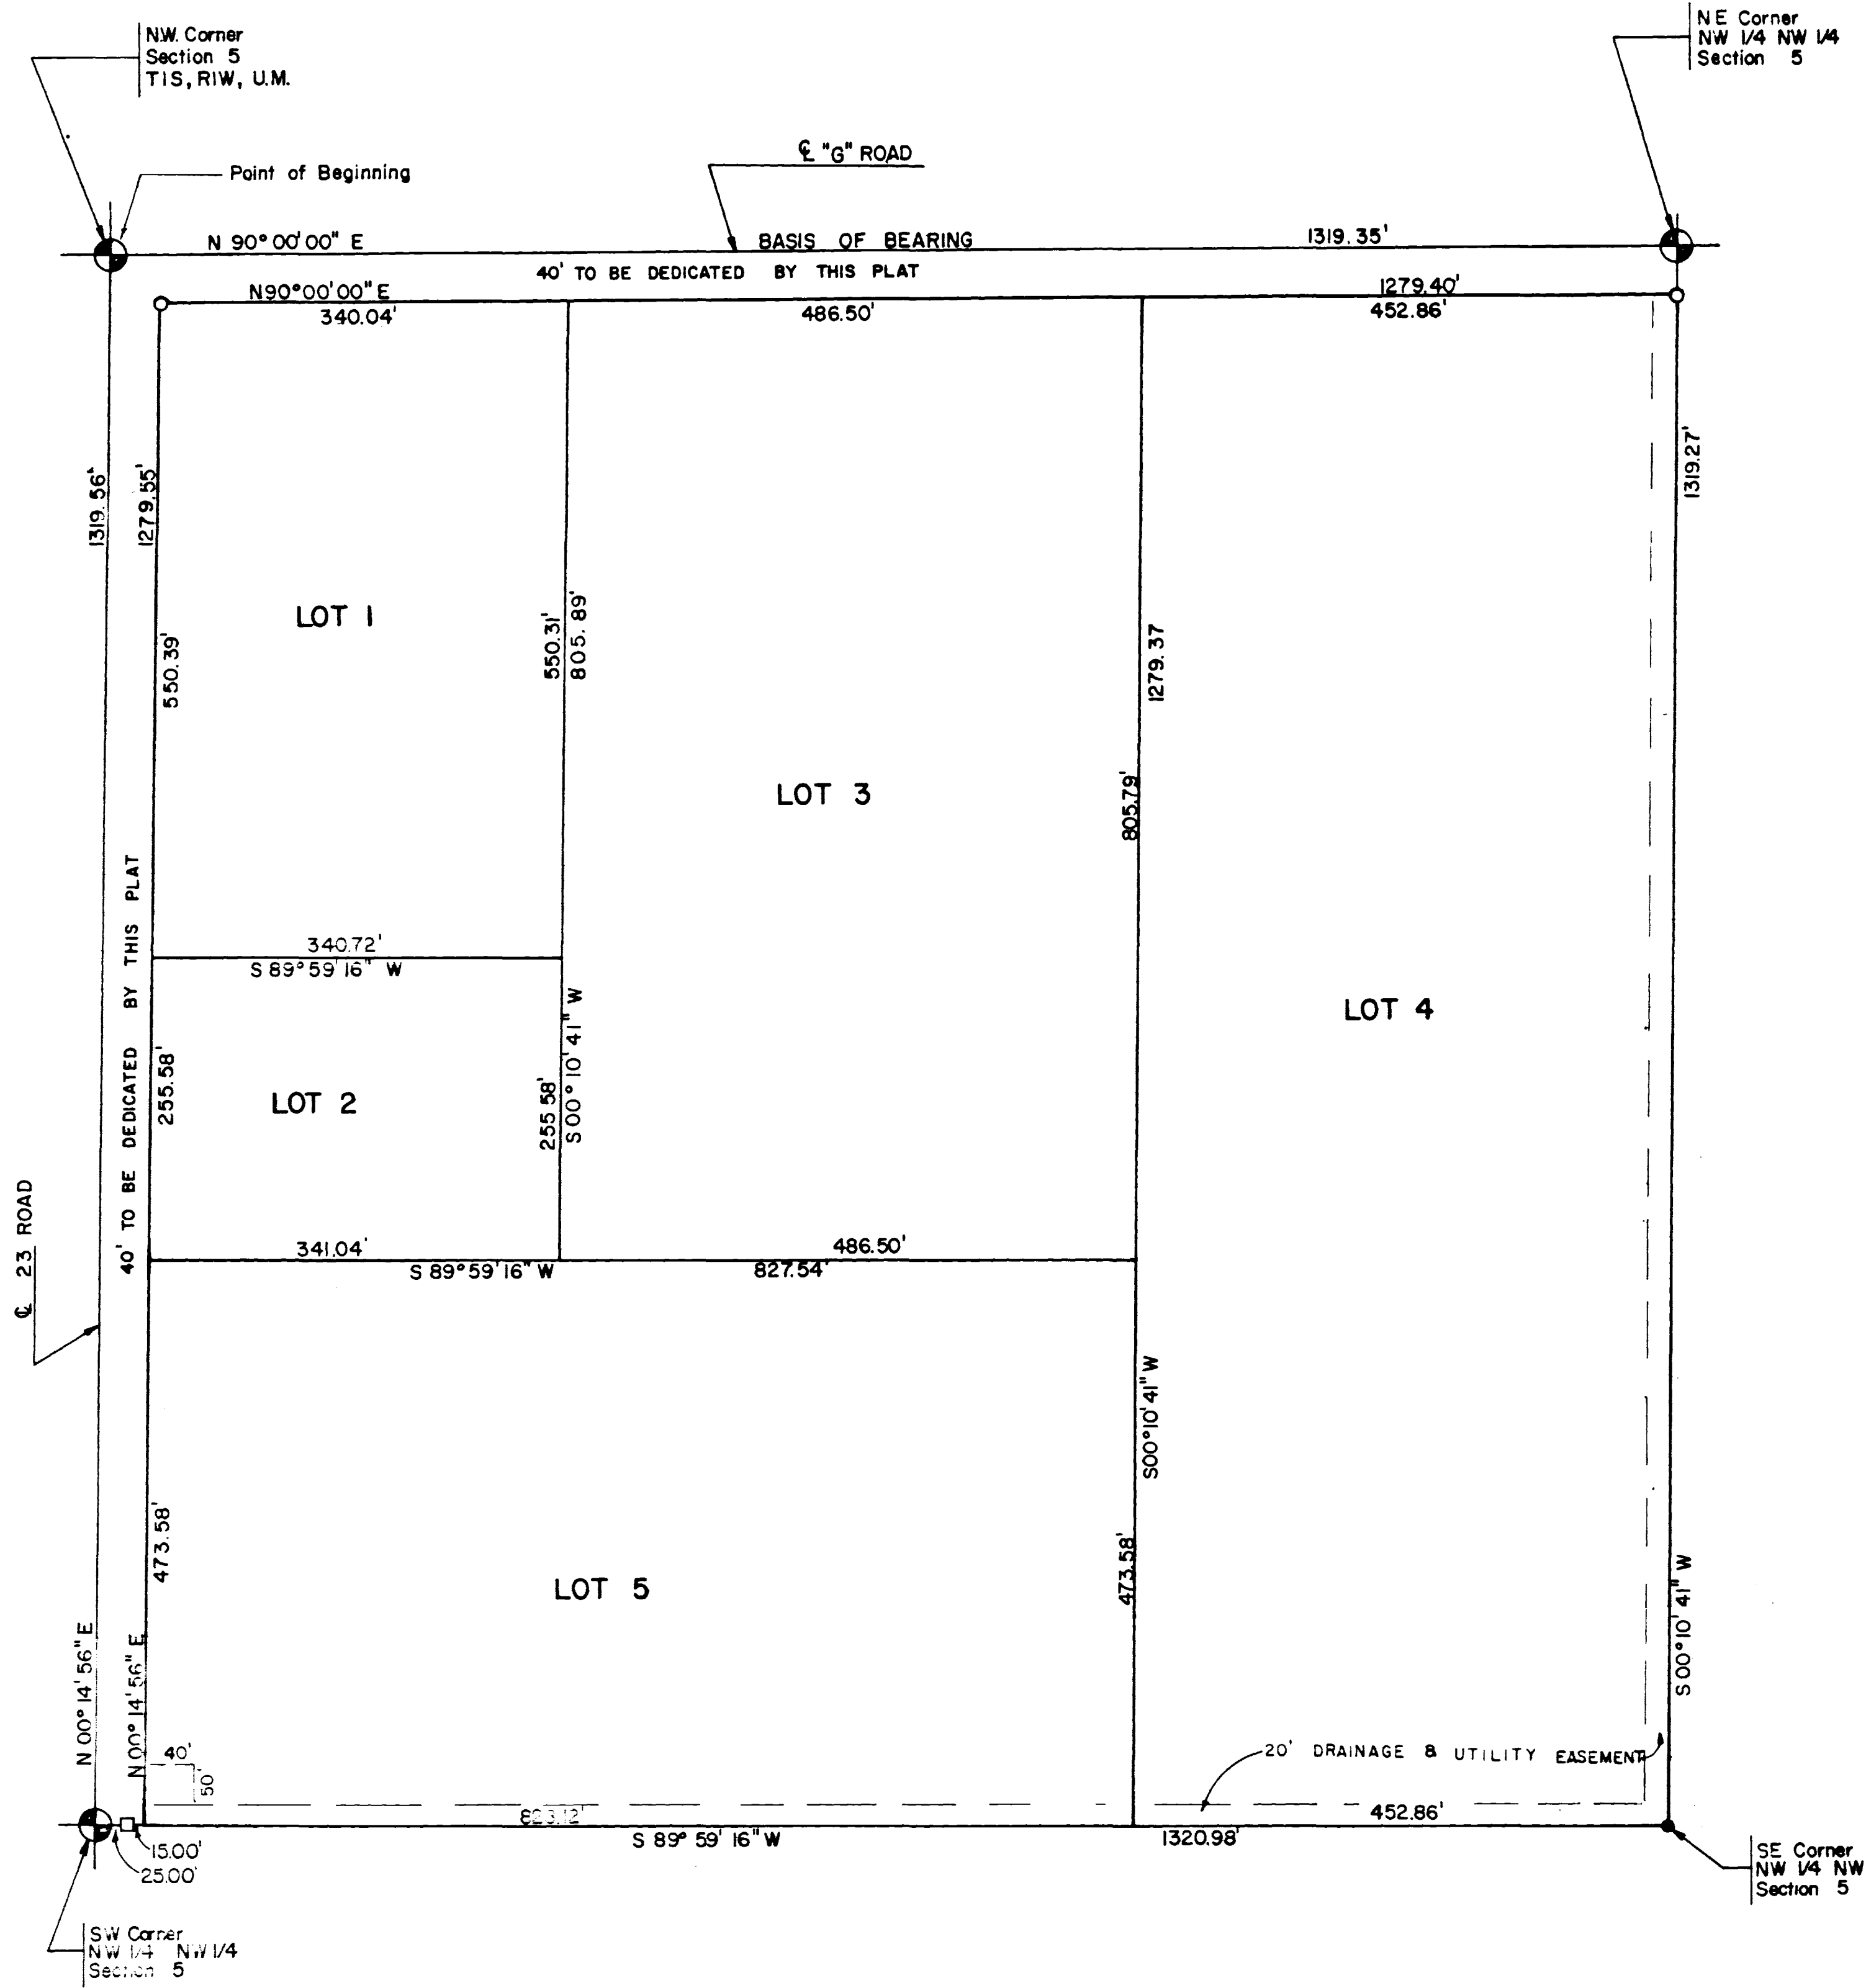 N.W. Corner
Section 5
T1S, R1W, U.M.
NE Corner
NW 1/4 NW 1/4
Section 5
Point of Beginning
℄ "G" ROAD
N 90° 00' 00" E
BASIS OF BEARING
1319.35'
40' TO BE DEDICATED BY THIS PLAT
N90°00'00" E
1279.40'
340.04'
486.50'
452.86'
1319.56'
1279.55'
1319.27'
550.39'
LOT 1
550.31'
805.89'
1279.37
LOT 3
805.79'
40' TO BE DEDICATED BY THIS PLAT
340.72'
S 89° 59' 16" W
LOT 4
255.58'
LOT 2
255.58'
S 00° 10' 41" W
℄ 23 ROAD
341.04'
486.50'
S 89°59'16" W
827.54'
S00°10'41" W
473.58'
LOT 5
473.58'
S 00°10'41" W
N 00° 14' 56" E
N 00° 14' 56" E
40'
50'
20' DRAINAGE & UTILITY EASEMENT
452.86'
S 89° 59' 16" W
1320.98'
15.00'
25.00'
SE Corner
NW 1/4 NW
Section 5
SW Corner
NW 1/4 NW 1/4
Section 5